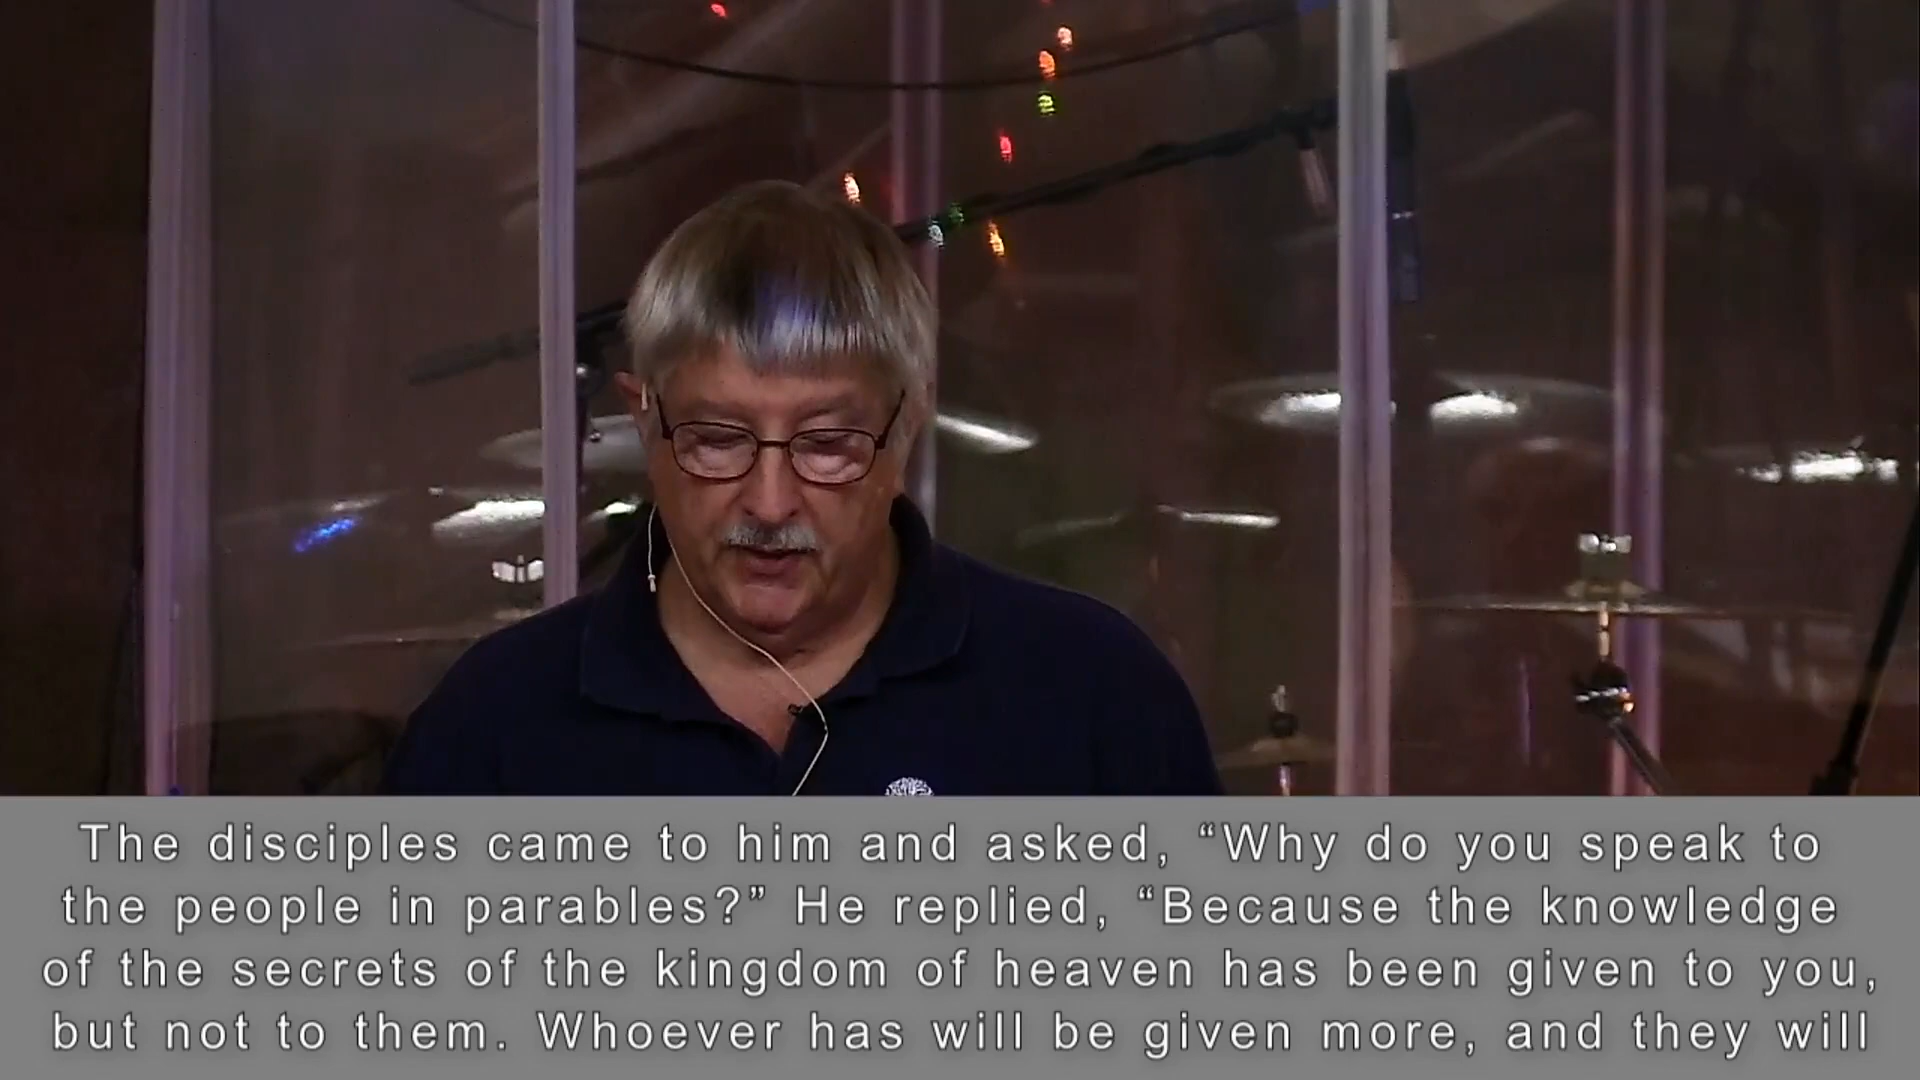 The disciples came to him and asked, “Why do you speak to
the people in parables?” He replied, “Because the knowledge
of the secrets of the kingdom of heaven has been given to you,
but not to them. Whoever has will be given more, and they will